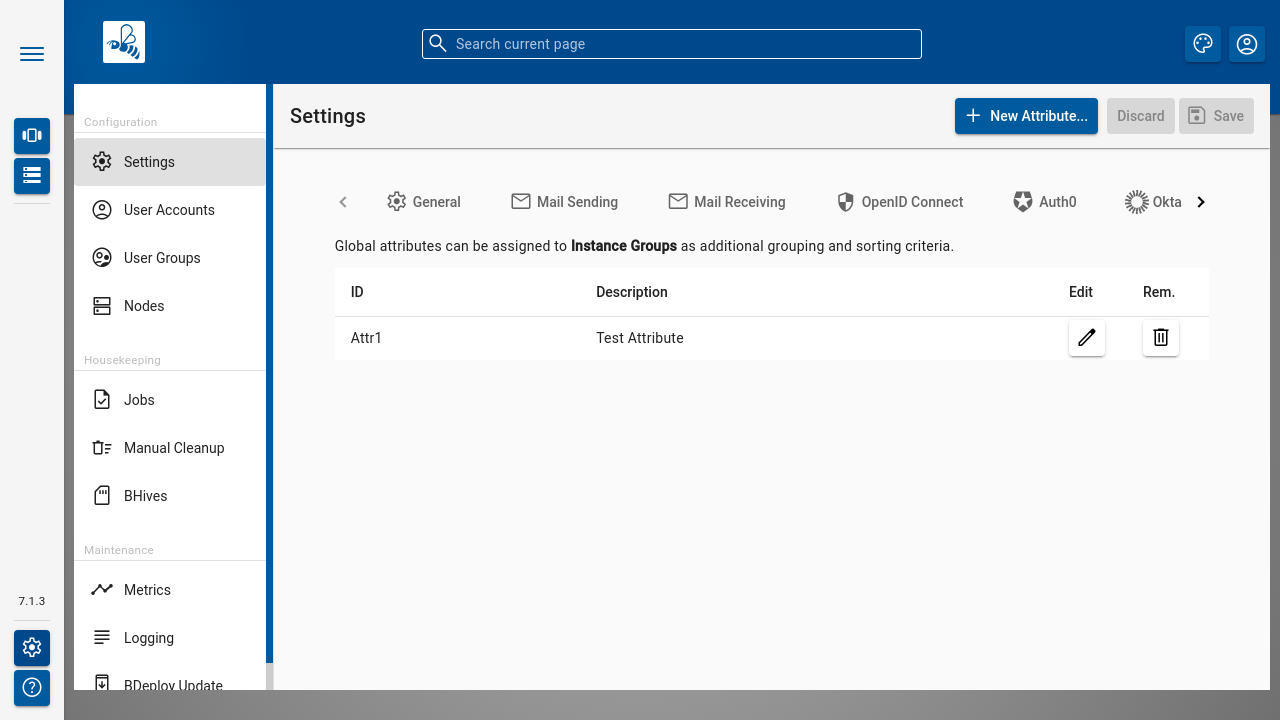 Search current page
Configuration
Settings
User Accounts
User Groups
Nodes
Housekeeping
Jobs
Manual Cleanup
BHives
Maintenance
Metrics
Logging
BDeploy Update
7.1.3
Settings
New Attribute...
Discard
Save
General
Mail Sending
Mail Receiving
OpenID Connect
Auth0
Okta
Global attributes can be assigned to Instance Groups as additional grouping and sorting criteria.
ID Description Edit Rem.
Attr1 Test Attribute